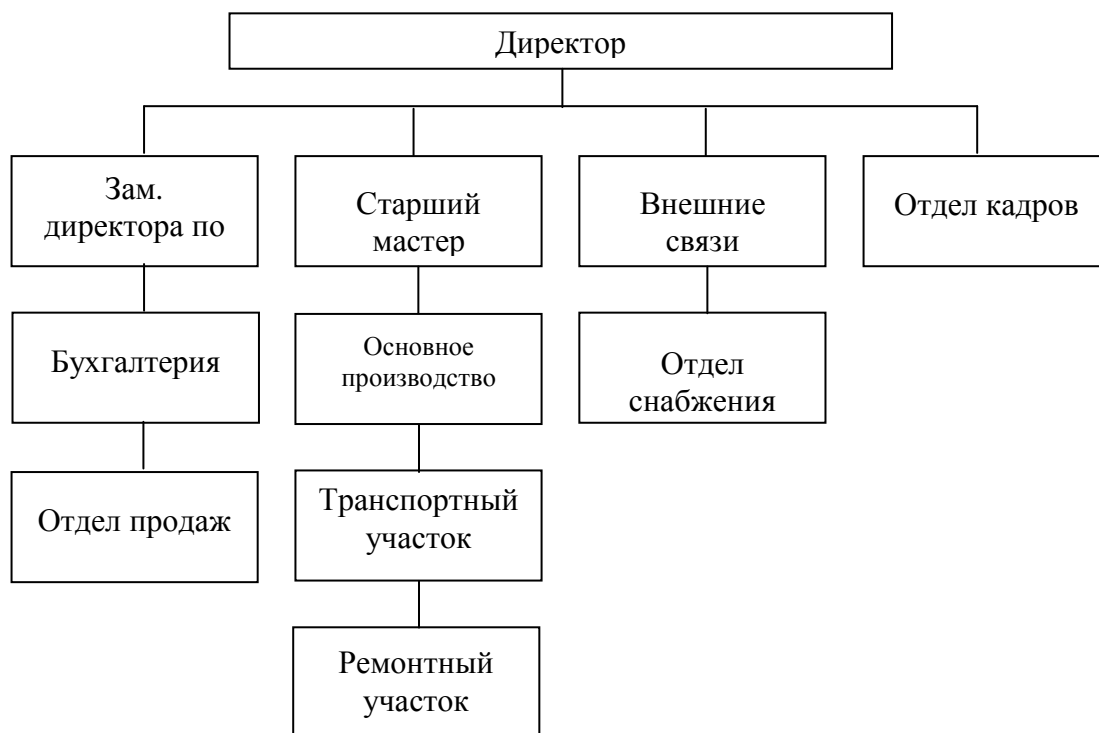 Директор
Зам.
директора по
Старший
мастер
Внешние
связи
Отдел кадров
Бухгалтерия
Основное
производство
Отдел
снабжения
Отдел продаж
Транспортный
участок
Ремонтный
участок